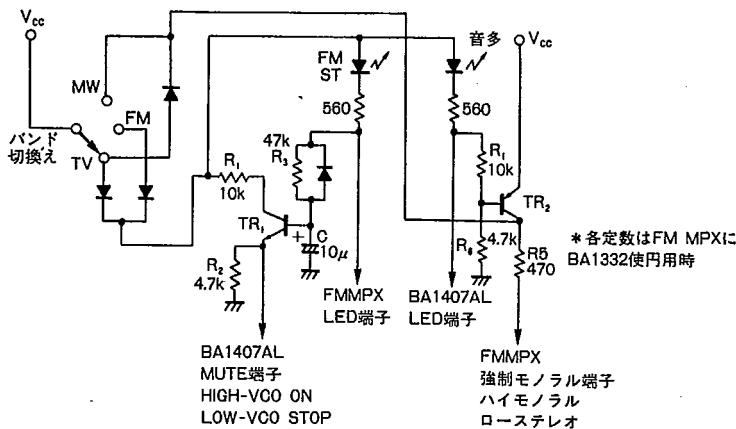 Vcc
MW
FM
バンド
切換え
TV
R₁
10k
TR₁
R₂
4.7k
47k
R₃
+
C
10μ
FM
ST
560
音多
560
Vcc
R₁
10k
TR₂
R₆
4.7k
R5
470
*各定数はFM MPXに
BA1332使円用時
FMMPX
LED端子
BA1407AL
LED端子
BA1407AL
MUTE端子
HIGH-VCO ON
LOW-VCO STOP
FMMPX
強制モノラル端子
ハイモノラル
ローステレオ